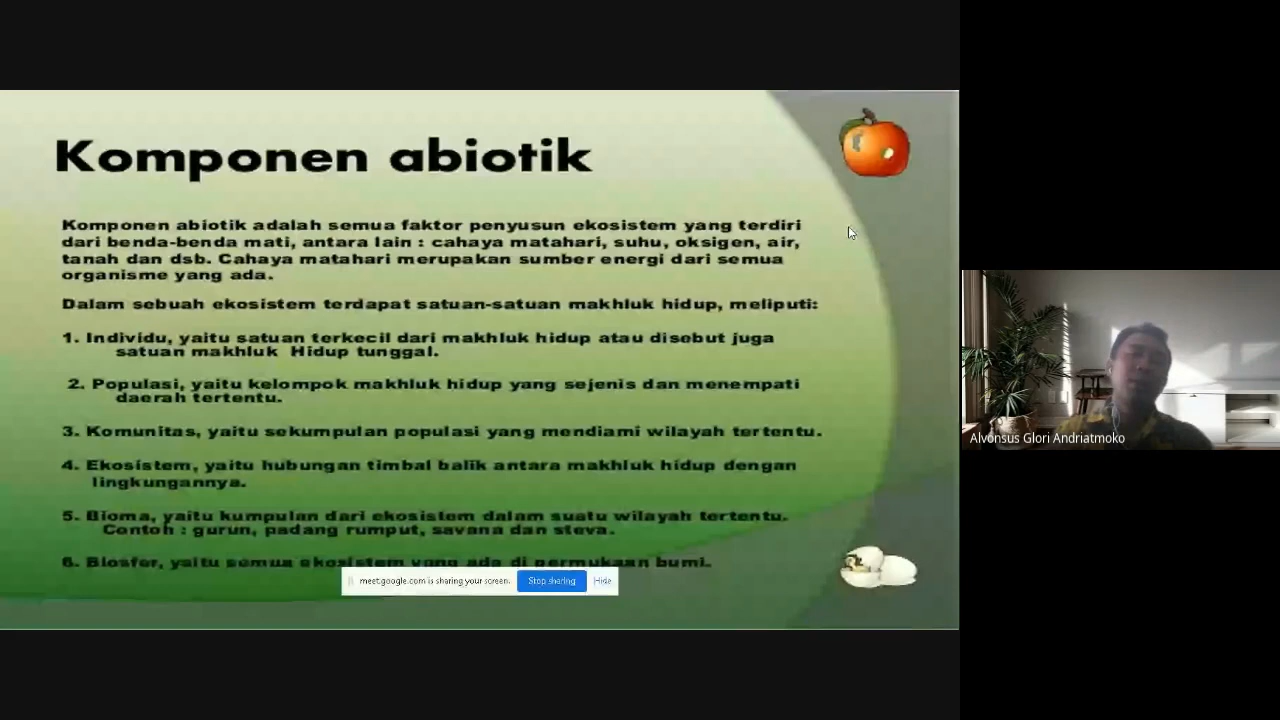 Komponen abiotik
Komponen abiotik adalah semua faktor penyusun ekosistem yang terdiri
dari benda-benda mati, antara lain : cahaya matahari, suhu, oksigen, air,
tanah dan dsb. Cahaya matahari merupakan sumber energi dari semua
organisme yang ada.
Dalam sebuah ekosistem terdapat satuan-satuan makhluk hidup, meliputi:
1. Individu, yaitu satuan terkecil dari makhluk hidup atau disebut juga
satuan makhluk Hidup tunggal.
2. Populasi, yaitu kelompok makhluk hidup yang sejenis dan menempati
daerah tertentu.
3. Komunitas, yaitu sekumpulan populasi yang mendiami wilayah tertentu.
4. Ekosistem, yaitu hubungan timbal balik antara makhluk hidup dengan
lingkungannya.
5. Bioma, yaitu kumpulan dari ekosistem dalam suatu wilayah tertentu.
Contoh : gurun, padang rumput, savana dan steva.
6. Biosfer, yaitu semua ekosistem yang ada di permukaan bumi.
meet.google.com is sharing your screen. Stop sharing Hide
Alvonsus Glori Andriatmoko